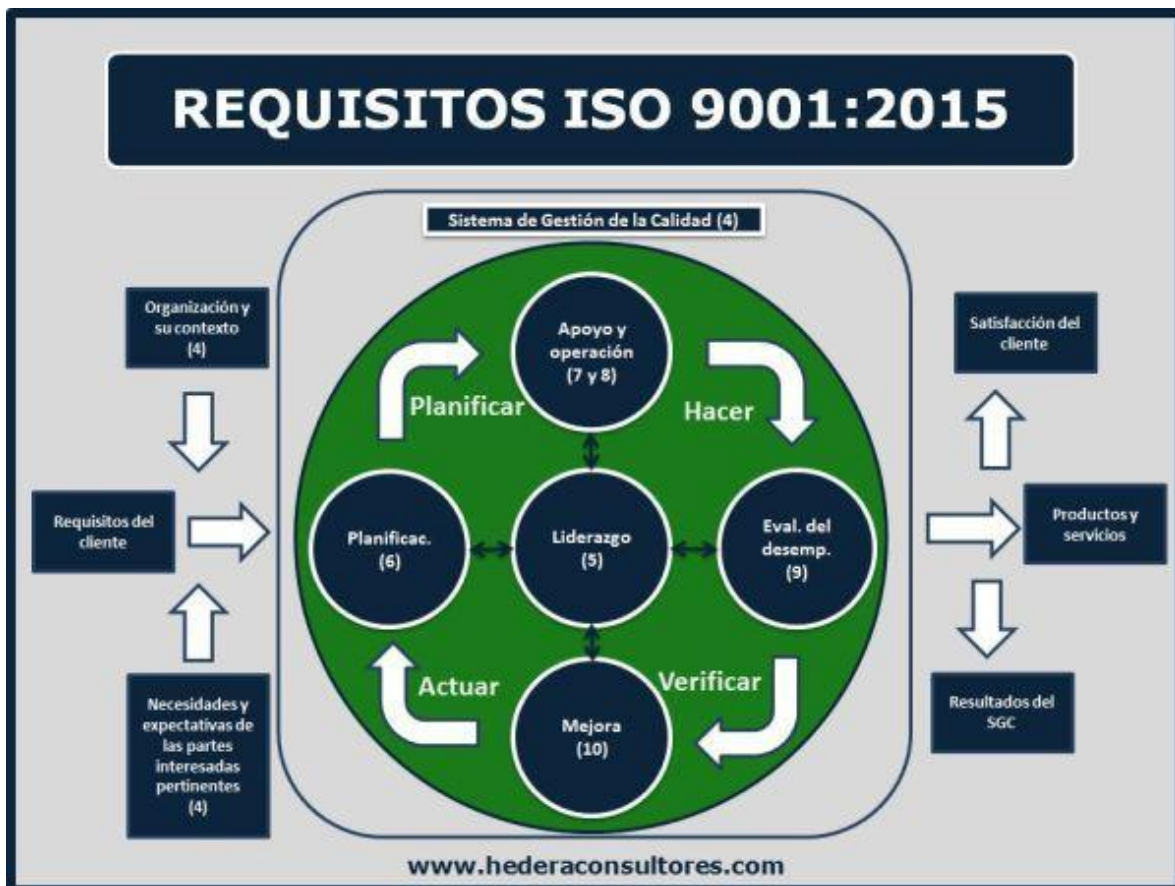 REQUISITOS ISO 9001:2015
Sistema de Gestión de la Calidad (4)
Organización y
su contexto
(4)
Requisitos del
cliente
Necesidades y
expectativas de
las partes
interesadas
pertinentes
(4)
Apoyo y
operación
(7 y 8)
Planificar
Hacer
Planificac.
(6)
Liderazgo
(5)
Eval. del
desemp.
(9)
Actuar
Verificar
Mejora
(10)
Satisfacción del
cliente
Productos y
servicios
Resultados del
SGC
www.hederaconsultores.com